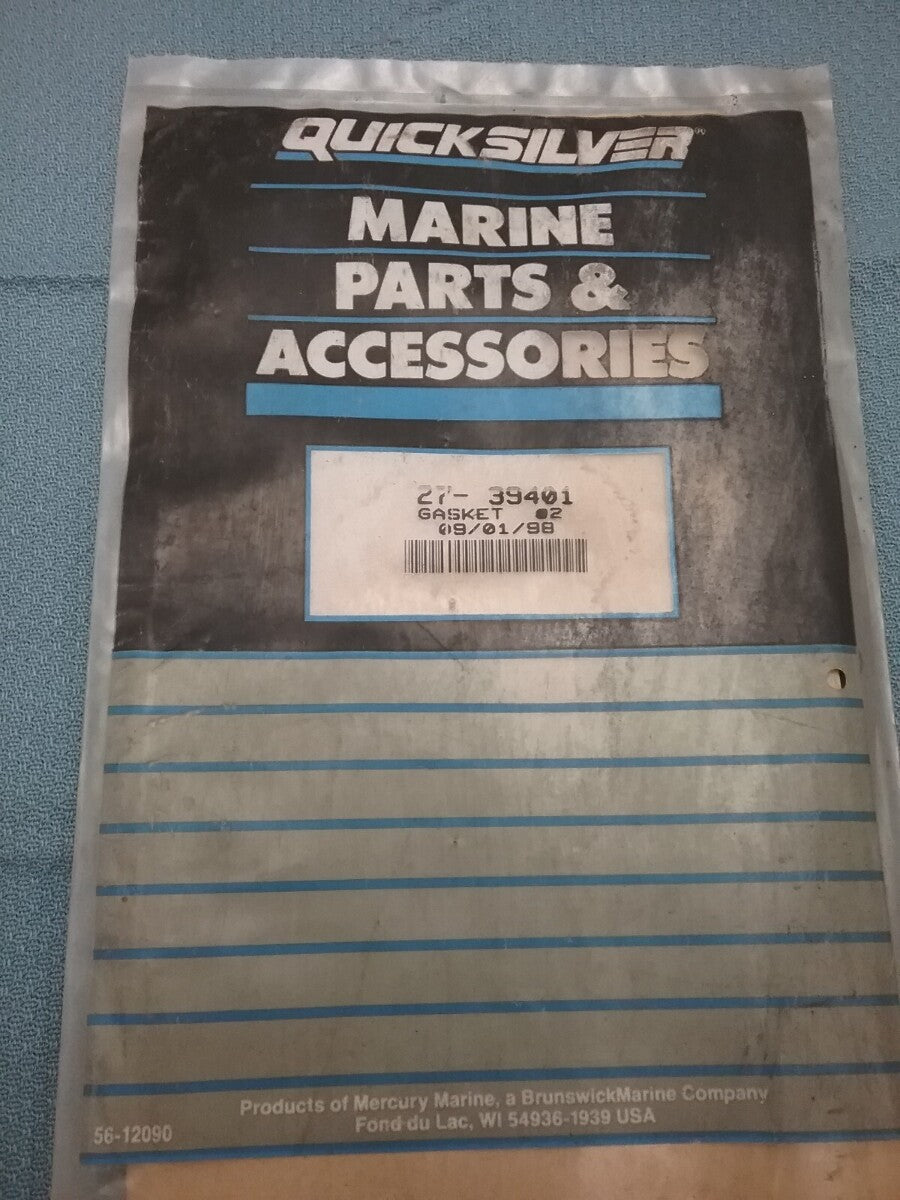 QUICKSILVER®
MARINE
PARTS &
ACCESSORIES
27- 39401
GASKET 02
09/01/98
Products of Mercury Marine, a BrunswickMarine Company
Fond du Lac, WI 54936-1939 USA
56-12090